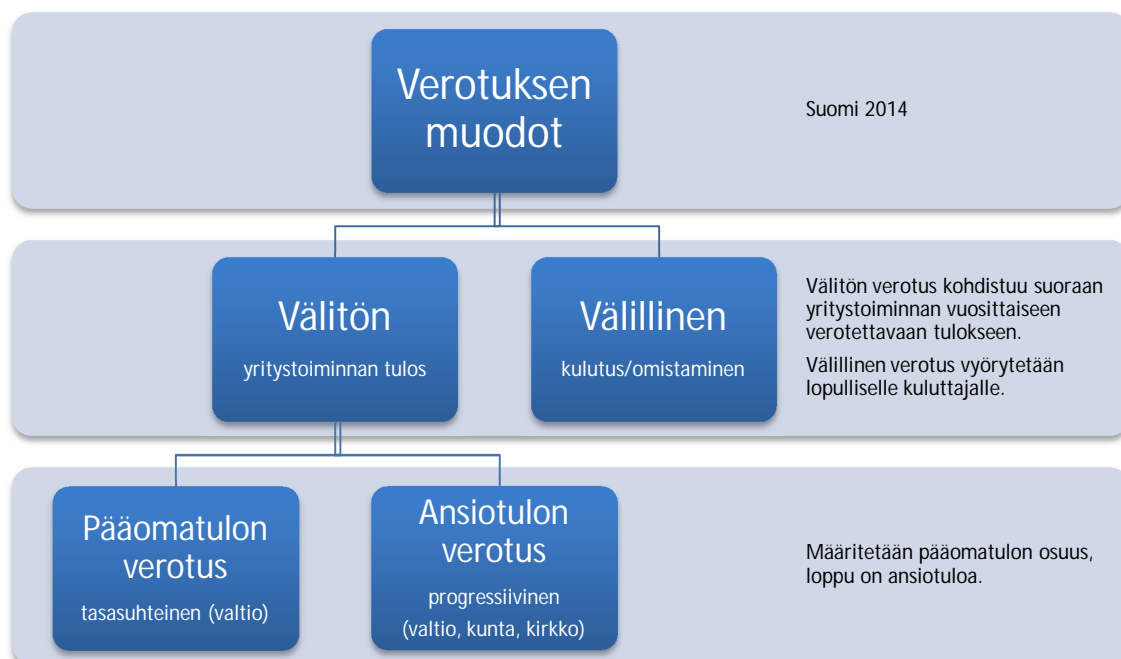 Verotuksen
muodot
Suomi 2014
Välitön
yritystoiminnan tulos
Välillinen
kulutus/omistaminen
Välitön verotus kohdistuu suoraan
yritystoiminnan vuosittaiseen
verotettavaan tulokseen.
Välillinen verotus vyörytetään
lopulliselle kuluttajalle.
Pääomatulon
verotus
tasasuhteinen (valtio)
Ansiotulon
verotus
progressiivinen
(valtio, kunta, kirkko)
Määritetään pääomatulon osuus,
loppu on ansiotuloa.